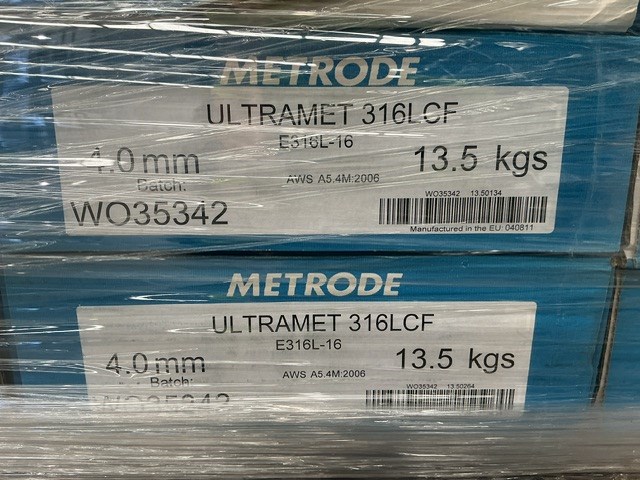 METRODE
ULTRAMET 316LCF
E316L-16
4.0 mm 13.5 kgs
Batch: AWS A5.4M:2006
WO35342 13.50134
WO35342
Manufactured in the EU: 040811
METRODE
ULTRAMET 316LCF
E316L-16
4.0 mm 13.5 kgs
Batch: AWS A5.4M:2006
WO35342 13.50264
WO35342